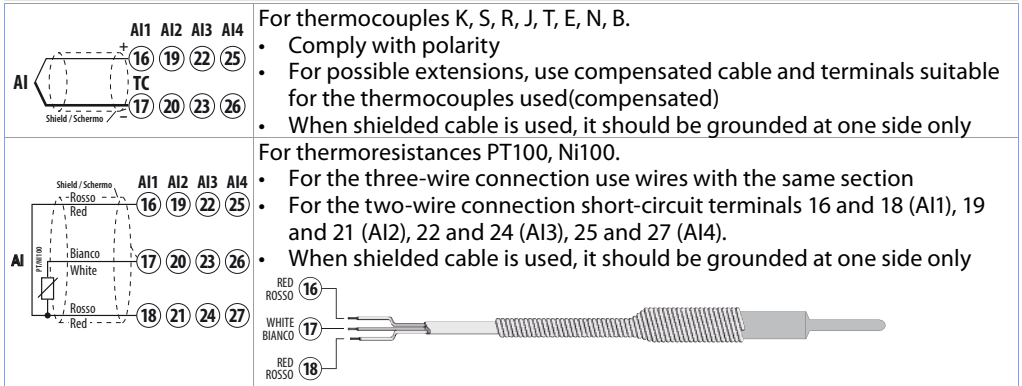 AI1 AI2 AI3 AI4
+
16 19 22 25
AI
TC
17 20 23 26
Shield / Schermo −
For thermocouples K, S, R, J, T, E, N, B.
• Comply with polarity
• For possible extensions, use compensated cable and terminals suitable
for the thermocouples used(compensated)
• When shielded cable is used, it should be grounded at one side only
Shield / Schermo AI1 AI2 AI3 AI4
Rosso
Red
16 19 22 25
AI
PT/NI100
Bianco
White
17 20 23 26
Rosso
Red
18 21 24 27
For thermoresistances PT100, Ni100.
• For the three-wire connection use wires with the same section
• For the two-wire connection short-circuit terminals 16 and 18 (AI1), 19
and 21 (AI2), 22 and 24 (AI3), 25 and 27 (AI4).
• When shielded cable is used, it should be grounded at one side only
RED
ROSSO 16
WHITE
BIANCO 17
RED
ROSSO 18